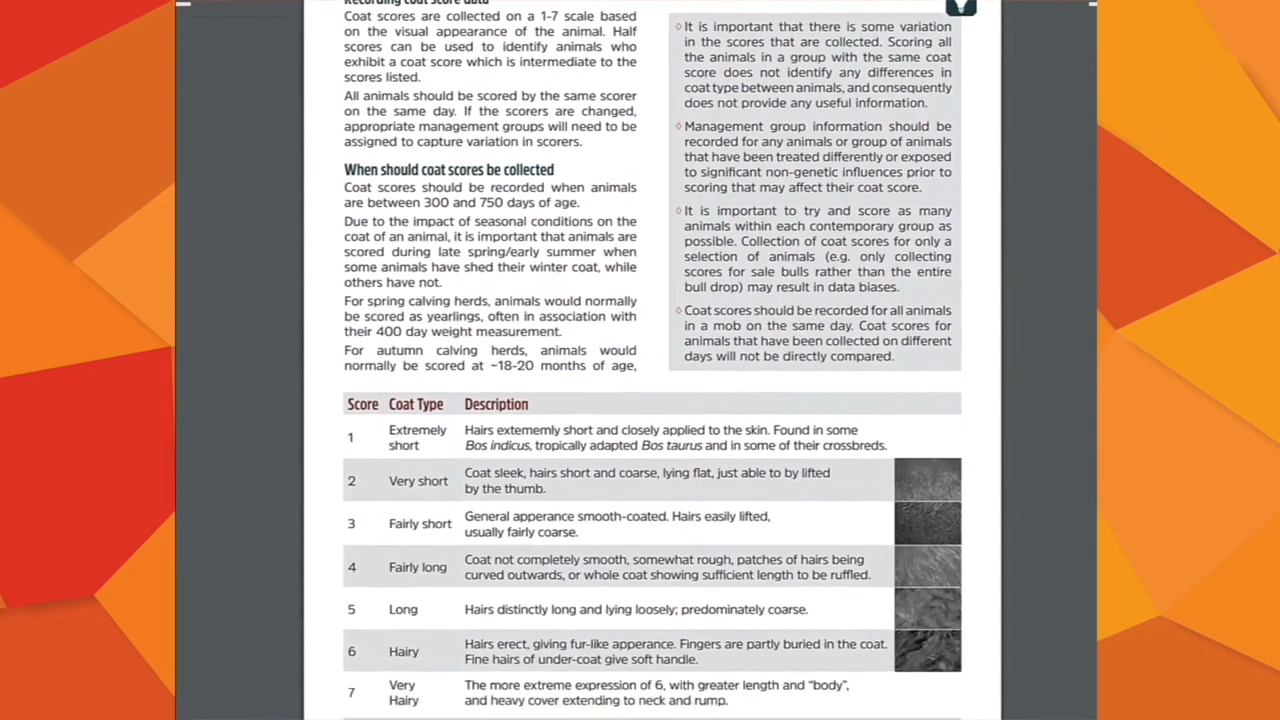 Recording coat score data
Coat scores are collected on a 1-7 scale based
on the visual appearance of the animal. Half
scores can be used to identify animals who
exhibit a coat score which is intermediate to the
scores listed.
All animals should be scored by the same scorer
on the same day. If the scorers are changed,
appropriate management groups will need to be
assigned to capture variation in scorers.
When should coat scores be collected
Coat scores should be recorded when animals
are between 300 and 750 days of age.
Due to the impact of seasonal conditions on the
coat of an animal, it is important that animals are
scored during late spring/early summer when
some animals have shed their winter coat, while
others have not.
For spring calving herds, animals would normally
be scored as yearlings, often in association with
their 400 day weight measurement.
For autumn calving herds, animals would
normally be scored at ~18-20 months of age,
◊ It is important that there is some variation
in the scores that are collected. Scoring all
the animals in a group with the same coat
score does not identify any differences in
coat type between animals, and consequently
does not provide any useful information.
◊ Management group information should be
recorded for any animals or group of animals
that have been treated differently or exposed
to significant non-genetic influences prior to
scoring that may affect their coat score.
◊ It is important to try and score as many
animals within each contemporary group as
possible. Collection of coat scores for only a
selection of animals (e.g. only collecting
scores for sale bulls rather than the entire
bull drop) may result in data biases.
◊ Coat scores should be recorded for all animals
in a mob on the same day. Coat scores for
animals that have been collected on different
days will not be directly compared.
Score Coat Type Description
1 Extremely short Hairs extememly short and closely applied to the skin. Found in some
Bos indicus, tropically adapted Bos taurus and in some of their crossbreds.
2 Very short Coat sleek, hairs short and coarse, lying flat, just able to by lifted
by the thumb.
3 Fairly short General apperance smooth-coated. Hairs easily lifted,
usually fairly coarse.
4 Fairly long Coat not completely smooth, somewhat rough, patches of hairs being
curved outwards, or whole coat showing sufficient length to be ruffled.
5 Long Hairs distinctly long and lying loosely; predominately coarse.
6 Hairy Hairs erect, giving fur-like apperance. Fingers are partly buried in the coat.
Fine hairs of under-coat give soft handle.
7 Very Hairy The more extreme expression of 6, with greater length and “body”,
and heavy cover extending to neck and rump.